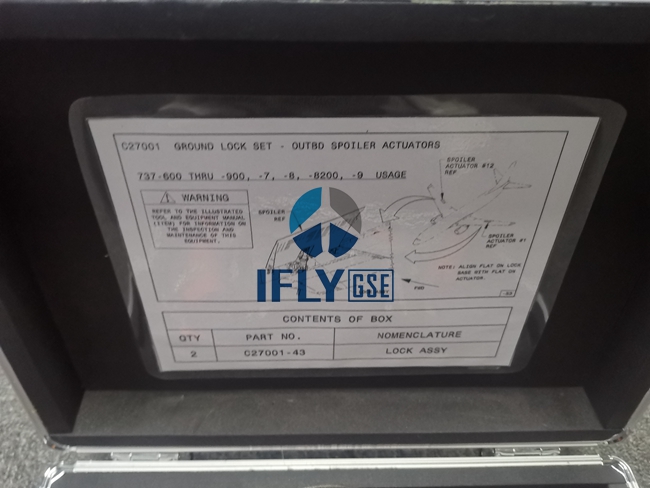 C27001 GROUND LOCK SET - OUTBD SPOILER ACTUATORS
737-600 THRU -900, -7, -8, -8200, -9 USAGE
WARNING
REFER TO THE ILLUSTRATED
TOOL AND EQUIPMENT MANUAL
(ITEM) FOR INFORMATION ON
THE INSPECTION AND
MAINTENANCE OF THIS
EQUIPMENT.
SPOILER
REF
SPOILER
ACTUATOR #12
REF
SPOILER
ACTUATOR #1
REF
NOTE: ALIGN FLAT ON LOCK
BASE WITH FLAT ON
ACTUATOR.
FWD
IFLY GSE
CONTENTS OF BOX
QTY PART NO. NOMENCLATURE
2 C27001-43 LOCK ASSY